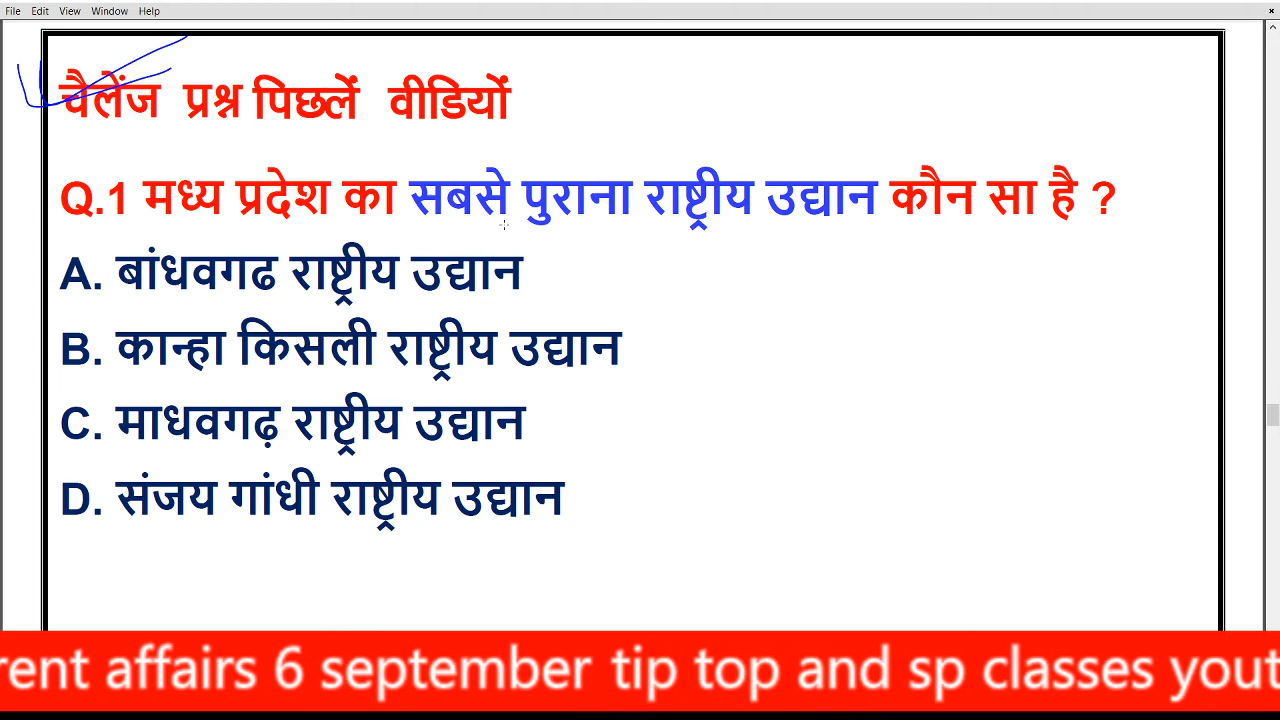 File Edit View Window Help
चैलेंज प्रश्न पिछलें वीडियों
Q.1 मध्य प्रदेश का सबसे पुराना राष्ट्रीय उद्यान कौन सा है ?
A. बांधवगढ राष्ट्रीय उद्यान
B. कान्हा किसली राष्ट्रीय उद्यान
C. माधवगढ़ राष्ट्रीय उद्यान
D. संजय गांधी राष्ट्रीय उद्यान
rent affairs 6 september tip top and sp classes yout